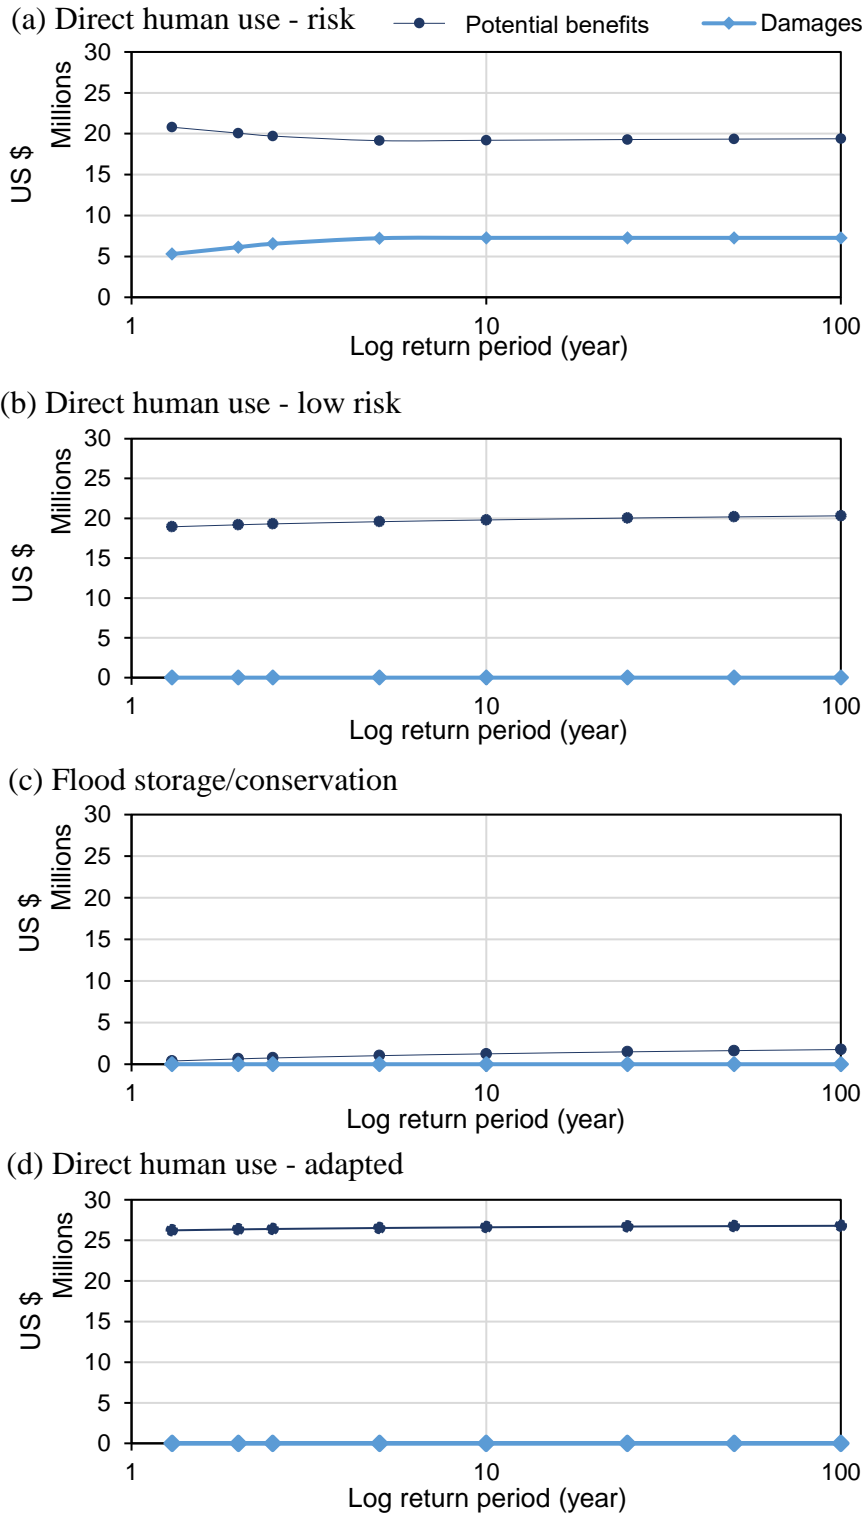 (a) Direct human use - risk
Potential benefits
Damages
US $
Millions
30
25
20
15
10
5
0
1
10
100
Log return period (year)
(b) Direct human use - low risk
US $
Millions
30
25
20
15
10
5
0
1
10
100
Log return period (year)
(c) Flood storage/conservation
US $
Millions
30
25
20
15
10
5
0
1
10
100
Log return period (year)
(d) Direct human use - adapted
US $
Millions
30
25
20
15
10
5
0
1
10
100
Log return period (year)